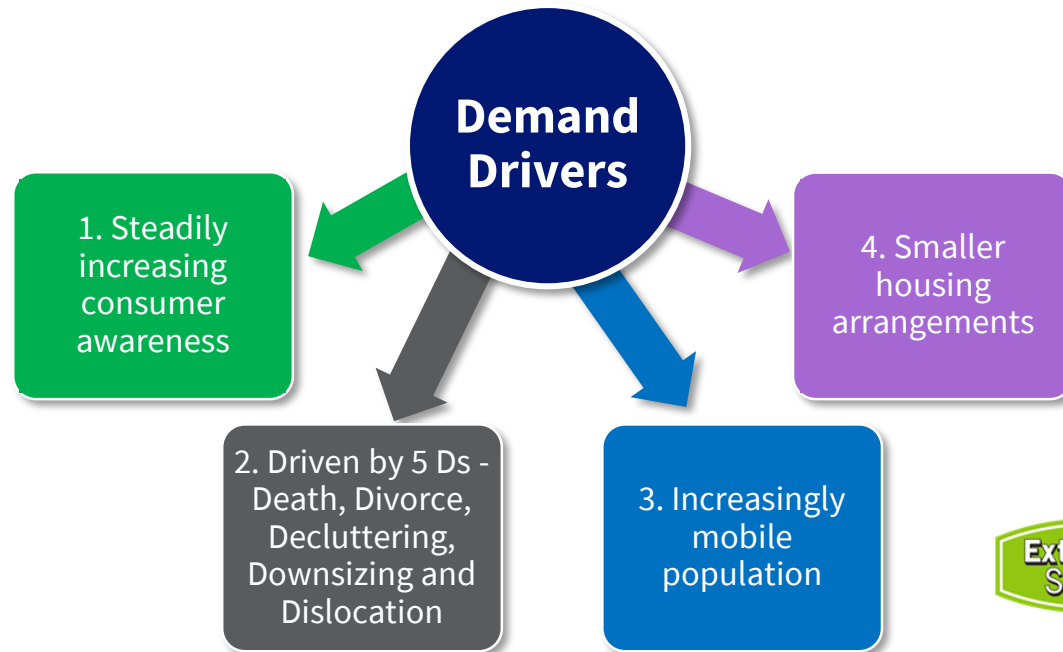 Demand
Drivers
1. Steadily
increasing
consumer
awareness
4. Smaller
housing
arrangements
2. Driven by 5 Ds -
Death, Divorce,
Decluttering,
Downsizing and
Dislocation
3. Increasingly
mobile
population